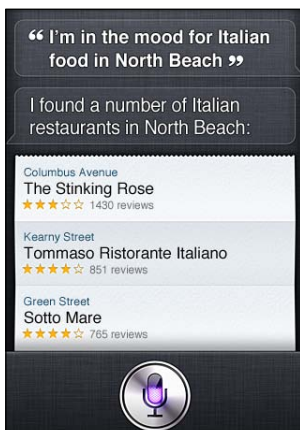 “ I’m in the mood for Italian
food in North Beach ”
I found a number of Italian
restaurants in North Beach:
Columbus Avenue
The Stinking Rose
★★★☆☆ 1430 reviews
Kearny Street
Tommaso Ristorante Italiano
★★★★☆ 851 reviews
Green Street
Sotto Mare
★★★★☆ 765 reviews